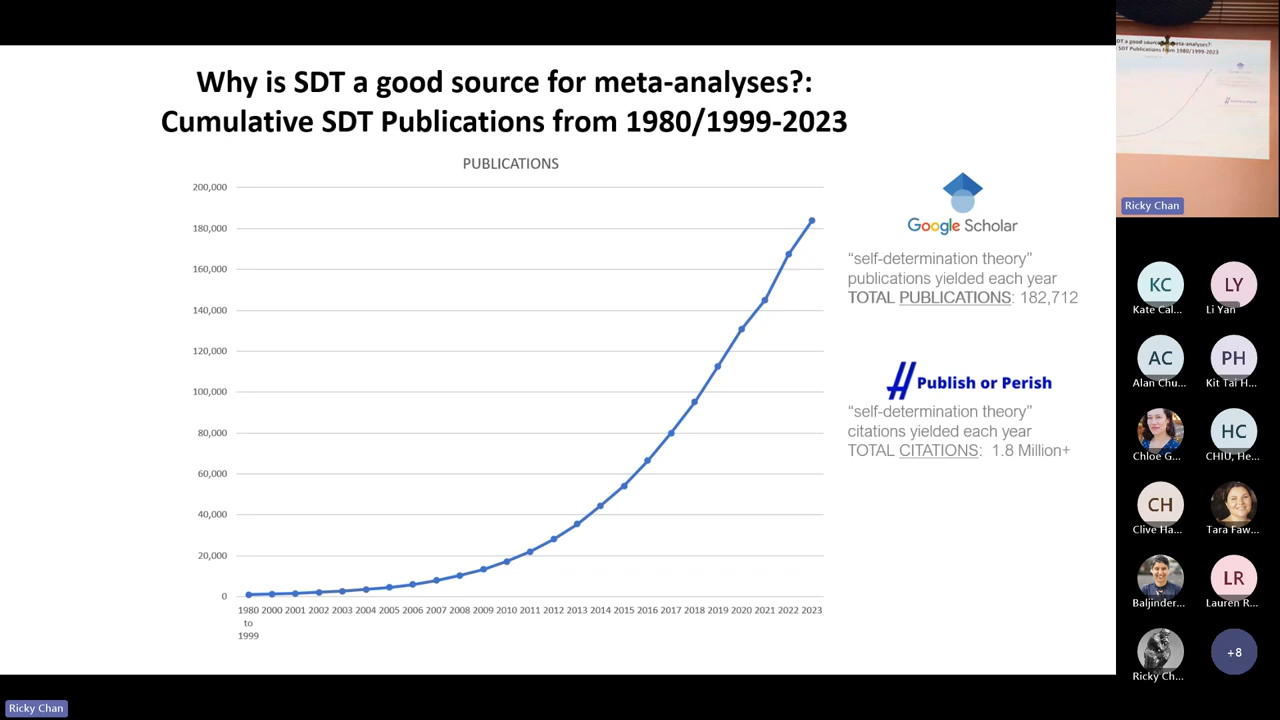 Why is SDT a good source for meta-analyses?:
Cumulative SDT Publications from 1980/1999-2023
PUBLICATIONS
200,000
180,000
160,000
140,000
120,000
100,000
80,000
60,000
40,000
20,000
0
1980 to 1999 2000 2001 2002 2003 2004 2005 2006 2007 2008 2009 2010 2011 2012 2013 2014 2015 2016 2017 2018 2019 2020 2021 2022 2023
Google Scholar
“self-determination theory”
publications yielded each year
TOTAL PUBLICATIONS: 182,712
Publish or Perish
“self-determination theory”
citations yielded each year
TOTAL CITATIONS: 1.8 Million+
Ricky Chan
KC
Kate Cal...
LY
Li Yan
AC
Alan Chu...
PH
Kit Tai H...
Chloe G...
HC
CHIU, He...
CH
Clive Ha...
Tara Faw...
Baljinder...
LR
Lauren R...
Ricky Ch...
+8
Ricky Chan